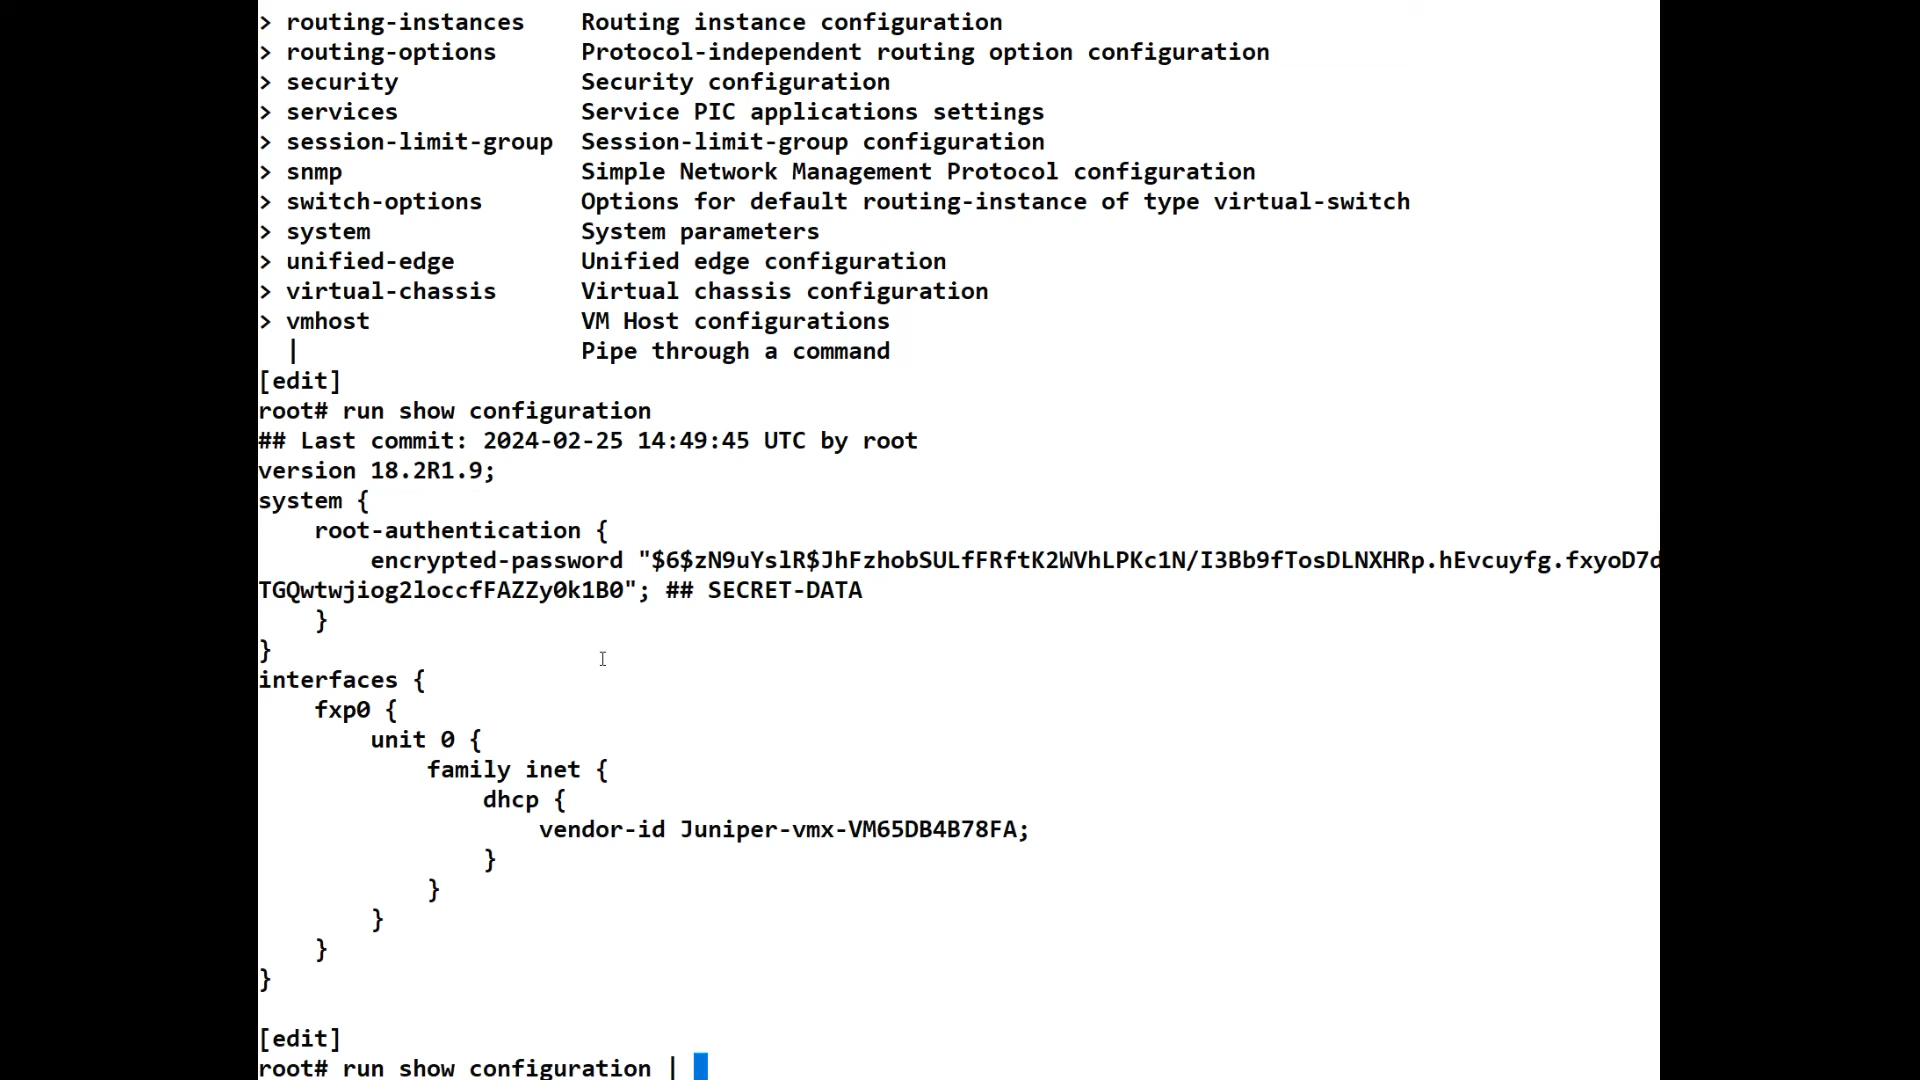 > routing-instances    Routing instance configuration
> routing-options      Protocol-independent routing option configuration
> security             Security configuration
> services             Service PIC applications settings
> session-limit-group  Session-limit-group configuration
> snmp                 Simple Network Management Protocol configuration
> switch-options       Options for default routing-instance of type virtual-switch
> system               System parameters
> unified-edge         Unified edge configuration
> virtual-chassis      Virtual chassis configuration
> vmhost               VM Host configurations
  |                    Pipe through a command
[edit]
root# run show configuration
## Last commit: 2024-02-25 14:49:45 UTC by root
version 18.2R1.9;
system {
    root-authentication {
        encrypted-password "$6$zN9uYslR$JhFzhobSULfFRftK2WVhLPKc1N/I3Bb9fTosDLNXHRp.hEvcuyfg.fxyoD7d
TGQwtwjiog2loccfFAZZy0k1B0"; ## SECRET-DATA
    }
}
interfaces {
    fxp0 {
        unit 0 {
            family inet {
                dhcp {
                    vendor-id Juniper-vmx-VM65DB4B78FA;
                }
            }
        }
    }
}

[edit]
root# run show configuration |